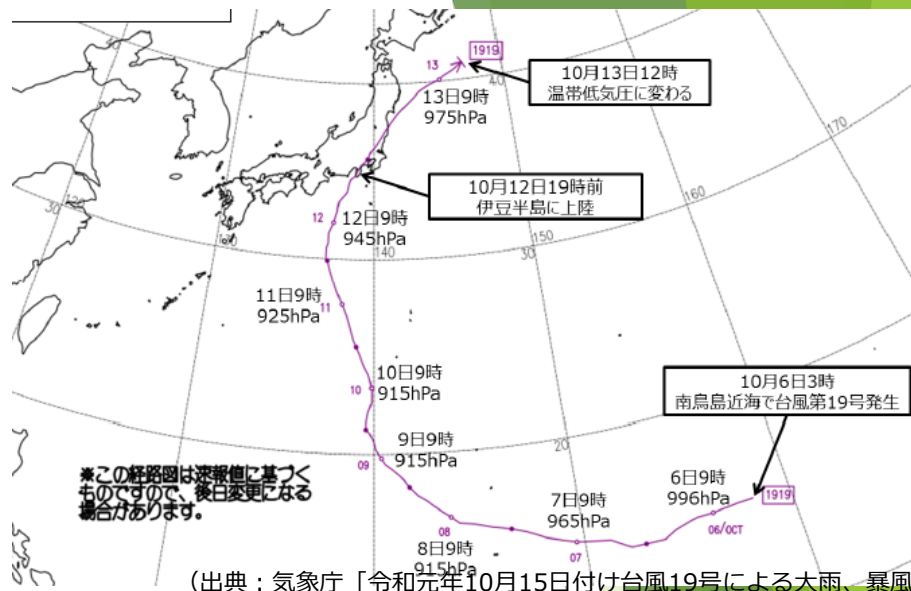 1919
13
40
10月13日12時
温帯低気圧に変わる
13日9時
975hPa
170
10月12日19時前
伊豆半島に上陸
160
30
120
130
12
12日9時
945hPa
140
150
30
11日9時
925hPa
11
10日9時
915hPa
10
10月6日3時
南鳥島近海で台風第19号発生
9日9時
915hPa
09
20
※この経路図は速報値に基づく
ものですので、後日変更になる
場合があります。
6日9時
996hPa
1919
7日9時
965hPa
06/OCT
08
07
8日9時
915hPa
（出典：気象庁「令和元年10月15日付け台風19号による大雨、暴風